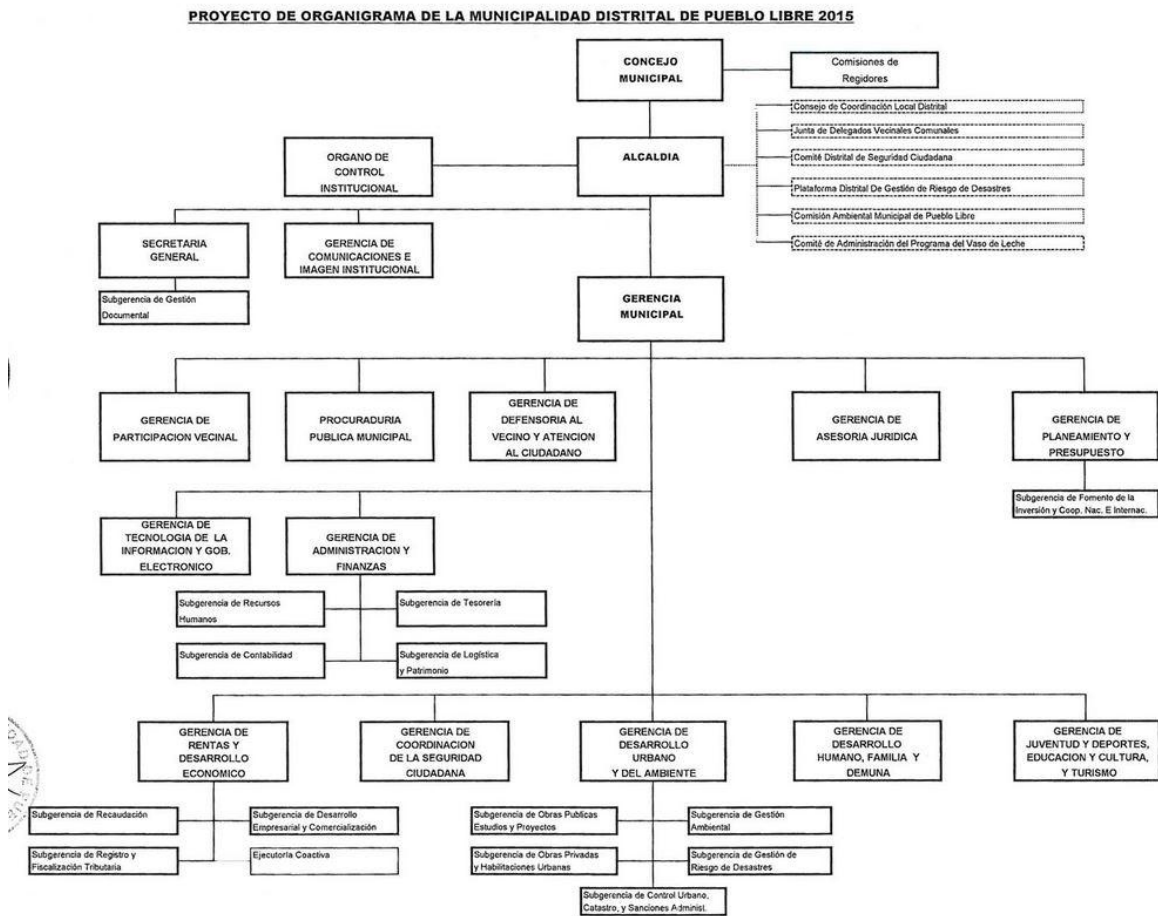 PROYECTO DE ORGANIGRAMA DE LA MUNICIPALIDAD DISTRITAL DE PUEBLO LIBRE 2015
CONCEJO
MUNICIPAL
Comisiones de
Regidores
Consejo de Coordinación Local Distrital
Junta de Delegados Vecinales Comunales
Comité Distrital de Seguridad Ciudadana
Plataforma Distrital De Gestión de Riesgo de Desastres
Comisión Ambiental Municipal de Pueblo Libre
Comité de Administración del Programa del Vaso de Leche
ORGANO DE
CONTROL
INSTITUCIONAL
ALCALDIA
SECRETARIA
GENERAL
GERENCIA DE
COMUNICACIONES E
IMAGEN INSTITUCIONAL
Subgerencia de Gestión
Documental
GERENCIA
MUNICIPAL
GERENCIA DE
PARTICIPACION VECINAL
PROCURADURIA
PUBLICA MUNICIPAL
GERENCIA DE
DEFENSORIA AL
VECINO Y ATENCION
AL CIUDADANO
GERENCIA DE
ASESORIA JURIDICA
GERENCIA DE
PLANEAMIENTO Y
PRESUPUESTO
Subgerencia de Fomento de la
Inversión y Coop. Nac. E Internac.
GERENCIA DE
TECNOLOGIA DE LA
INFORMACION Y GOB.
ELECTRONICO
GERENCIA DE
ADMINISTRACION Y
FINANZAS
Subgerencia de Recursos
Humanos
Subgerencia de Tesorería
Subgerencia de Contabilidad
Subgerencia de Logística
y Patrimonio
GERENCIA DE
RENTAS Y
DESARROLLO
ECONOMICO
GERENCIA DE
COORDINACION
DE LA SEGURIDAD
CIUDADANA
GERENCIA DE
DESARROLLO
URBANO
Y DEL AMBIENTE
GERENCIA DE
DESARROLLO
HUMANO, FAMILIA Y
DEMUNA
GERENCIA DE
JUVENTUD Y DEPORTES,
EDUCACION Y CULTURA,
Y TURISMO
Subgerencia de Recaudación
Subgerencia de Desarrollo
Empresarial y Comercialización
Subgerencia de Registro y
Fiscalización Tributaria
Ejecutoría Coactiva
Subgerencia de Obras Publicas
Estudios y Proyectos
Subgerencia de Gestión
Ambiental
Subgerencia de Obras Privadas
y Habilitaciones Urbanas
Subgerencia de Gestión de
Riesgo de Desastres
Subgerencia de Control Urbano,
Catastro, y Sanciones Administ.